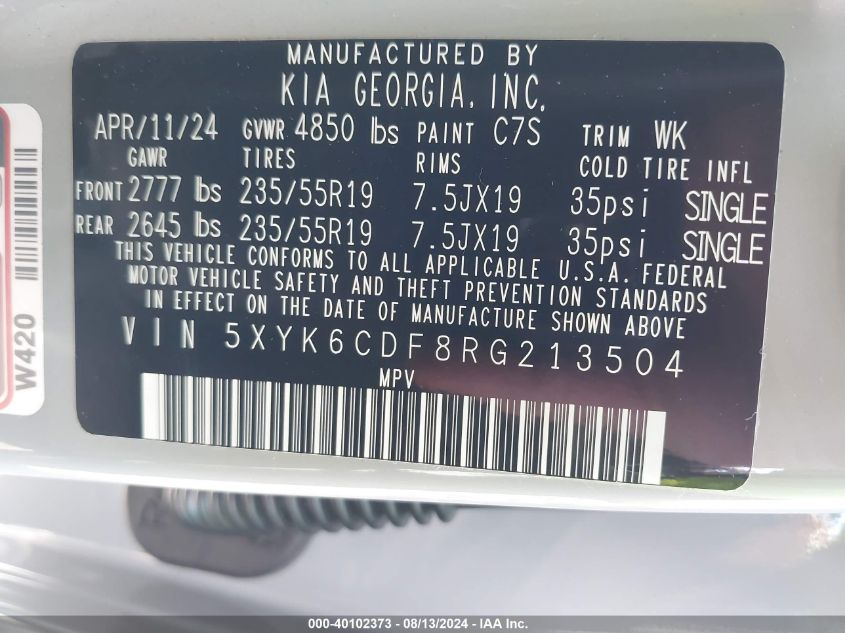 MANUFACTURED BY
KIA GEORGIA, INC.
APR/11/24 GVWR 4850 lbs PAINT C7S TRIM WK
GAWR TIRES RIMS COLD TIRE INFL
FRONT 2777 lbs 235/55R19 7.5JX19 35psi SINGLE
REAR 2645 lbs 235/55R19 7.5JX19 35psi SINGLE
THIS VEHICLE CONFORMS TO ALL APPLICABLE U.S.A. FEDERAL
MOTOR VEHICLE SAFETY AND THEFT PREVENTION STANDARDS
IN EFFECT ON THE DATE OF MANUFACTURE SHOWN ABOVE
VIN 5XYK6CDF8RG213504
MPV
W420
000-40102373 - 08/13/2024 - IAA Inc.